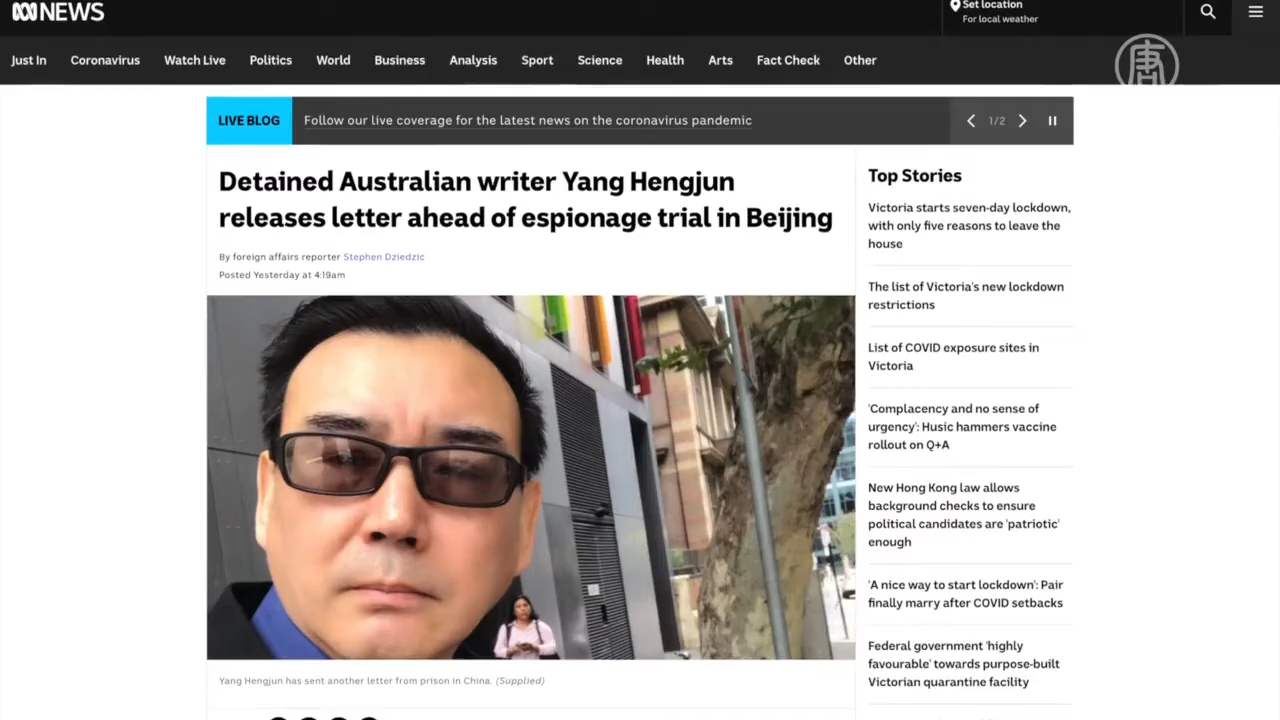 NEWS
Set location
For local weather
Just In
Coronavirus
Watch Live
Politics
World
Business
Analysis
Sport
Science
Health
Arts
Fact Check
Other
唐
LIVE BLOG
Follow our live coverage for the latest news on the coronavirus pandemic
1/2
Detained Australian writer Yang Hengjun
releases letter ahead of espionage trial in Beijing
By foreign affairs reporter Stephen Dziedzic
Posted Yesterday at 4:19am
Yang Hengjun has sent another letter from prison in China. (Supplied)
Top Stories
Victoria starts seven-day lockdown,
with only five reasons to leave the
house
The list of Victoria's new lockdown
restrictions
List of COVID exposure sites in
Victoria
'Complacency and no sense of
urgency': Husic hammers vaccine
rollout on Q+A
New Hong Kong law allows
background checks to ensure
political candidates are 'patriotic'
enough
'A nice way to start lockdown': Pair
finally marry after COVID setbacks
Federal government 'highly
favourable' towards purpose-built
Victorian quarantine facility